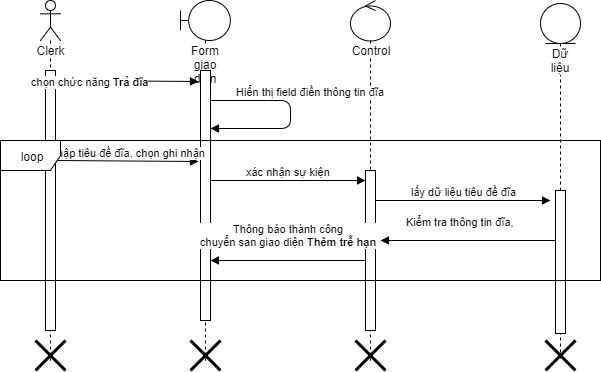 Clerk
Form
giao
diện
Control
Dữ
liệu
chọn chức năng Trả đĩa
Hiển thị field điền thông tin đĩa
loop
nhập tiêu đề đĩa, chọn ghi nhận
xác nhận sự kiện
lấy dữ liệu tiêu đề đĩa
Kiểm tra thông tin đĩa,
Thông báo thành công
chuyển san giao diện Thêm trễ hạn